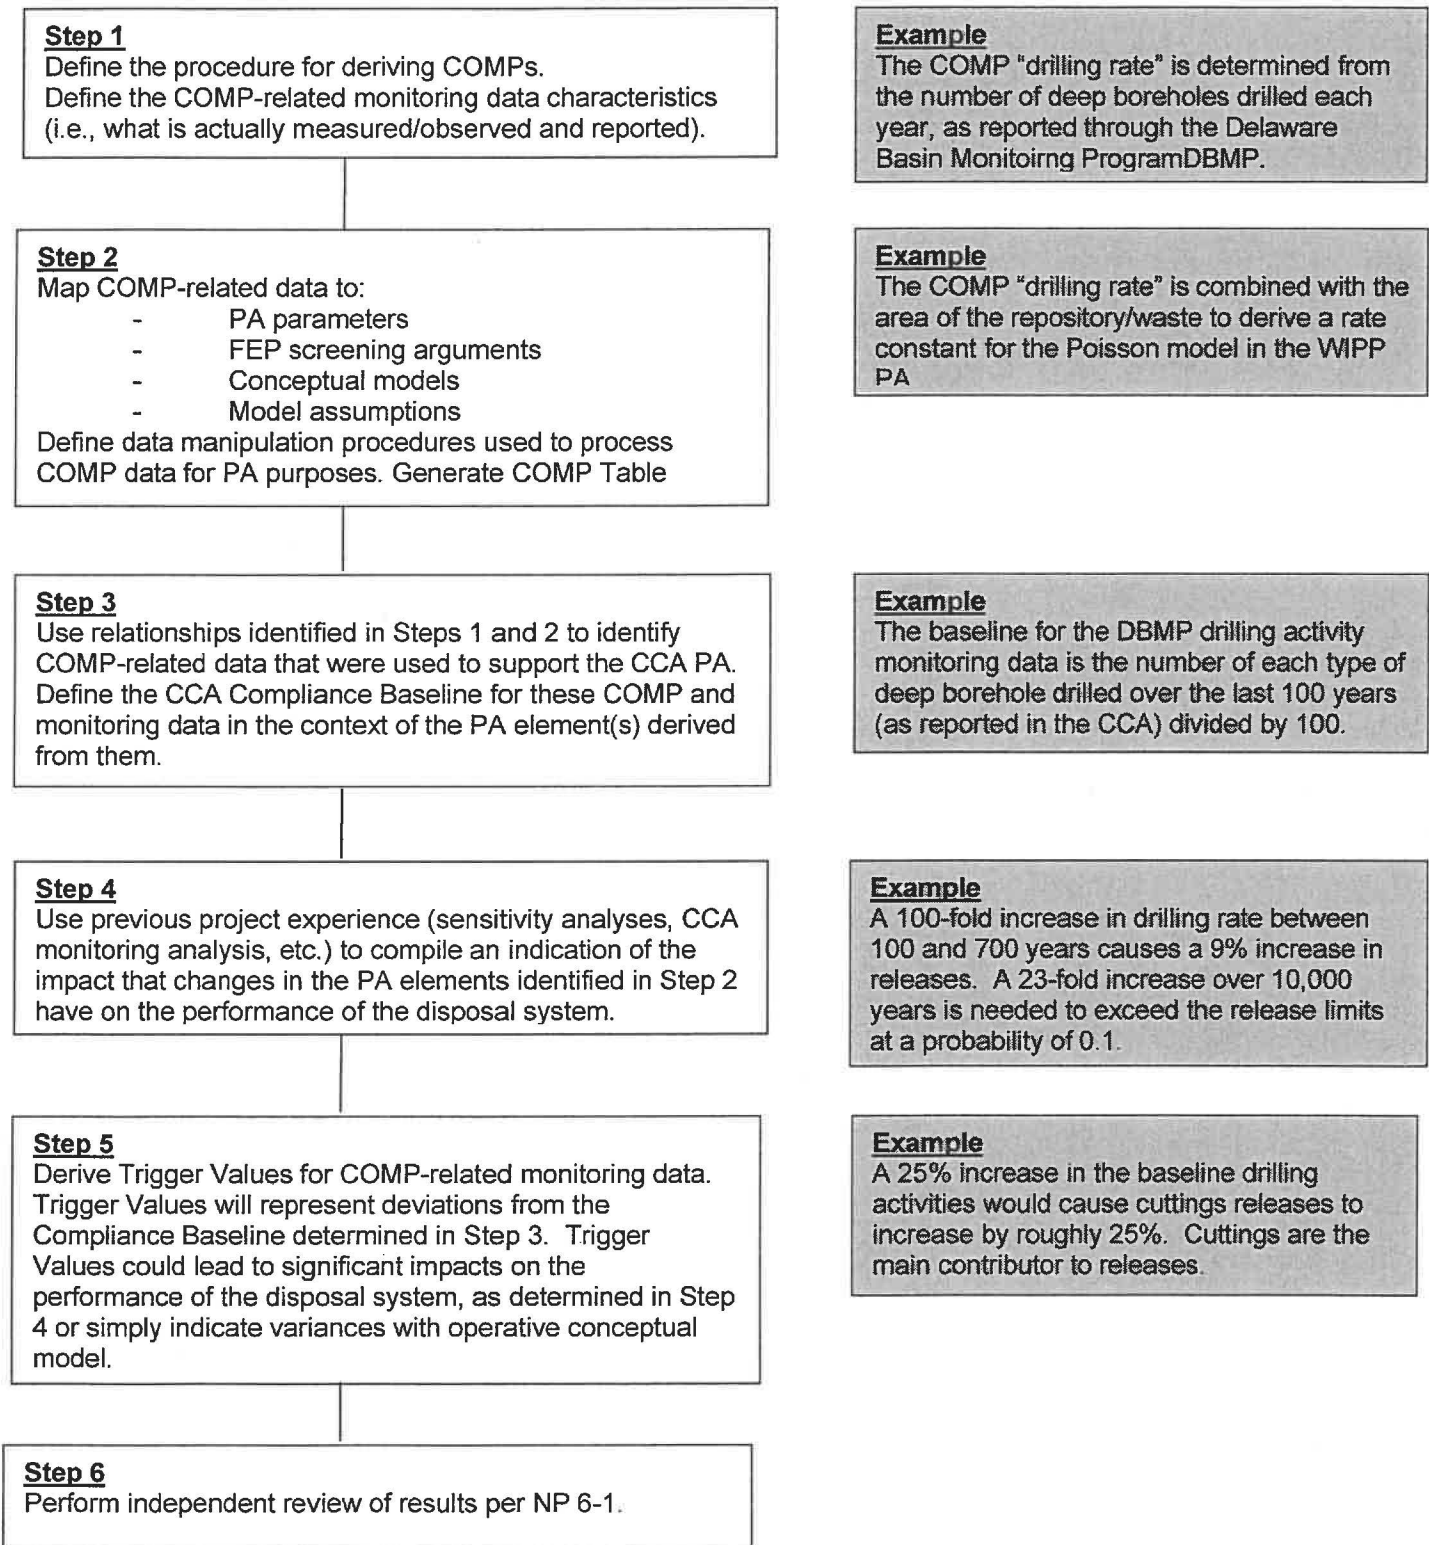 Step 1
Define the procedure for deriving COMPs.
Define the COMP-related monitoring data characteristics
(i.e., what is actually measured/observed and reported).
Example
The COMP "drilling rate" is determined from
the number of deep boreholes drilled each
year, as reported through the Delaware
Basin Monitoirng ProgramDBMP.
Step 2
Map COMP-related data to:
- PA parameters
- FEP screening arguments
- Conceptual models
- Model assumptions
Define data manipulation procedures used to process
COMP data for PA purposes. Generate COMP Table
Example
The COMP "drilling rate" is combined with the
area of the repository/waste to derive a rate
constant for the Poisson model in the WIPP
PA
Step 3
Use relationships identified in Steps 1 and 2 to identify
COMP-related data that were used to support the CCA PA.
Define the CCA Compliance Baseline for these COMP and
monitoring data in the context of the PA element(s) derived
from them.
Example
The baseline for the DBMP drilling activity
monitoring data is the number of each type of
deep borehole drilled over the last 100 years
(as reported in the CCA) divided by 100.
Step 4
Use previous project experience (sensitivity analyses, CCA
monitoring analysis, etc.) to compile an indication of the
impact that changes in the PA elements identified in Step 2
have on the performance of the disposal system.
Example
A 100-fold increase in drilling rate between
100 and 700 years causes a 9% increase in
releases. A 23-fold increase over 10,000
years is needed to exceed the release limits
at a probability of 0.1.
Step 5
Derive Trigger Values for COMP-related monitoring data.
Trigger Values will represent deviations from the
Compliance Baseline determined in Step 3. Trigger
Values could lead to significant impacts on the
performance of the disposal system, as determined in Step
4 or simply indicate variances with operative conceptual
model.
Example
A 25% increase in the baseline drilling
activities would cause cuttings releases to
increase by roughly 25%. Cuttings are the
main contributor to releases.
Step 6
Perform independent review of results per NP 6-1.